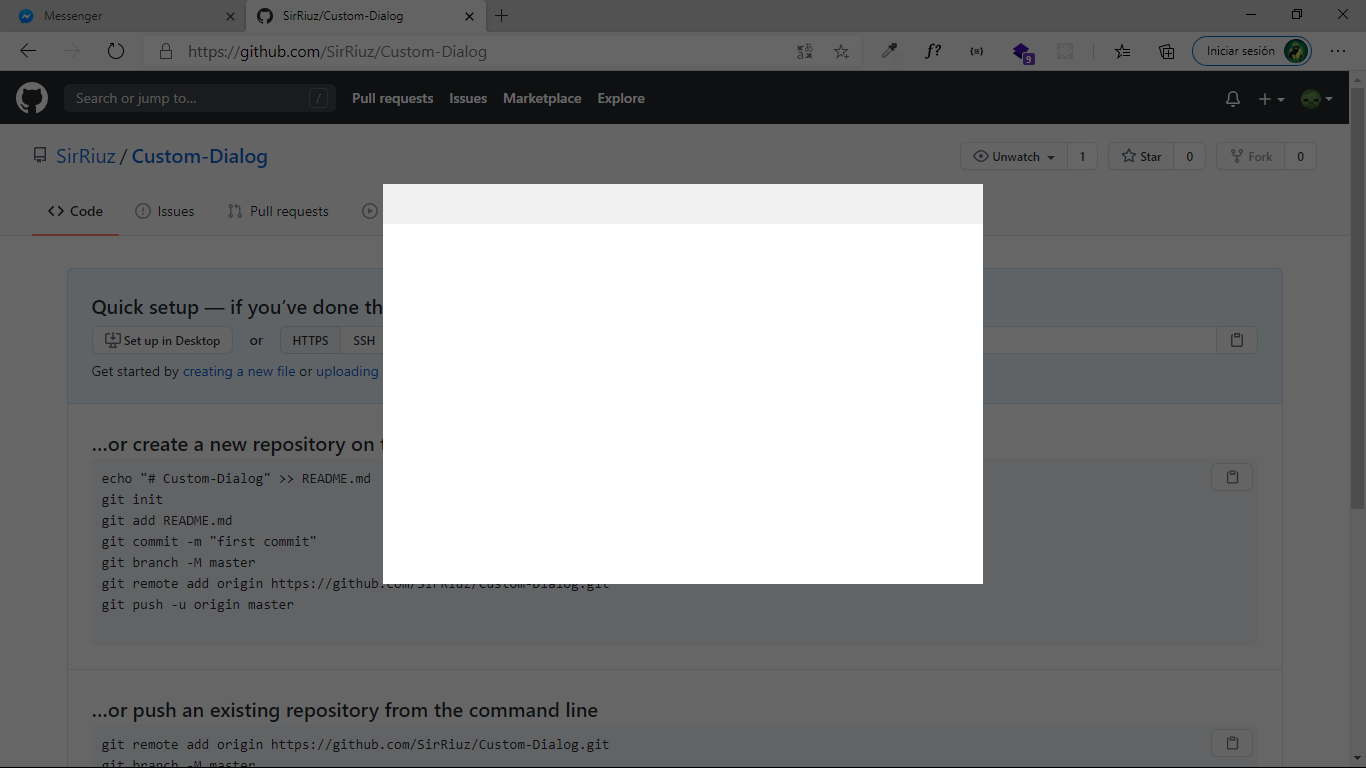 Messenger
SirRiuz/Custom-Dialog
https://github.com/SirRiuz/Custom-Dialog
f?
{=}
9
Iniciar sesión
Search or jump to...
/
Pull requests
Issues
Marketplace
Explore
SirRiuz / Custom-Dialog
Unwatch
1
Star
0
Fork
0
Code
Issues
Pull requests
Quick setup — if you’ve done th
Set up in Desktop
or
HTTPS
SSH
Get started by creating a new file or uploading
…or create a new repository on
echo "# Custom-Dialog" >> README.md
git init
git add README.md
git commit -m "first commit"
git branch -M master
git remote add origin https://github.com/SirRiuz/Custom-Dialog.git
git push -u origin master
…or push an existing repository from the command line
git remote add origin https://github.com/SirRiuz/Custom-Dialog.git
git branch -M master